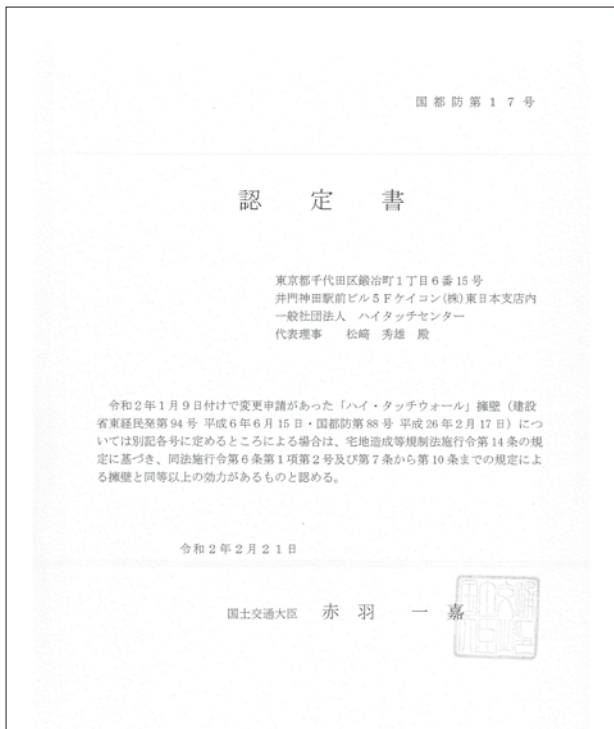 国都防第１７号
認定書
東京都千代田区鍛冶町１丁目６番15号
井門神田駅前ビル５Ｆケイコン(株)東日本支店内
一般社団法人　ハイタッチセンター
代表理事　松﨑　秀雄　殿
令和２年１月９日付けで変更申請があった「ハイ・タッチウォール」擁壁（建設
省東経民発第94号 平成６年６月15日・国都防第88号 平成26年２月17日）につ
いては別記各号に定めるところによる場合は、宅地造成等規制法施行令第14条の規
定に基づき、同法施行令第６条第１項第２号及び第７条から第10条までの規定によ
る擁壁と同等以上の効力があるものと認める。
令和２年２月２１日
国土交通大臣　赤羽　一嘉